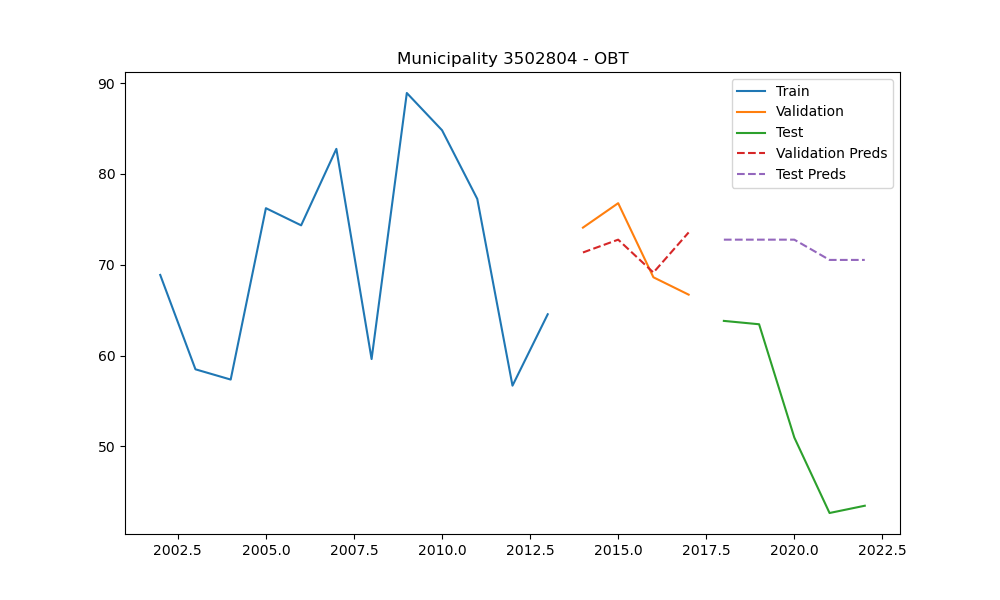 Municipality 3502804 - OBT
Train
Validation
Test
Validation Preds
Test Preds
90
80
70
60
50
2002.5 2005.0 2007.5 2010.0 2012.5 2015.0 2017.5 2020.0 2022.5